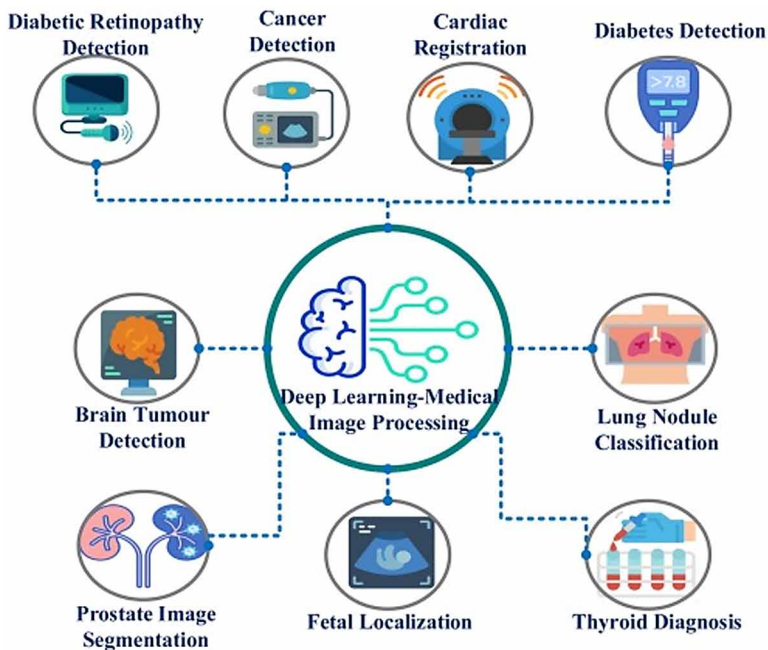 Diabetic Retinopathy
Detection
Cancer
Detection
Cardiac
Registration
Diabetes Detection
>7.8
Deep Learning-Medical
Image Processing
Brain Tumour
Detection
Lung Nodule
Classification
Prostate Image
Segmentation
Fetal Localization
Thyroid Diagnosis